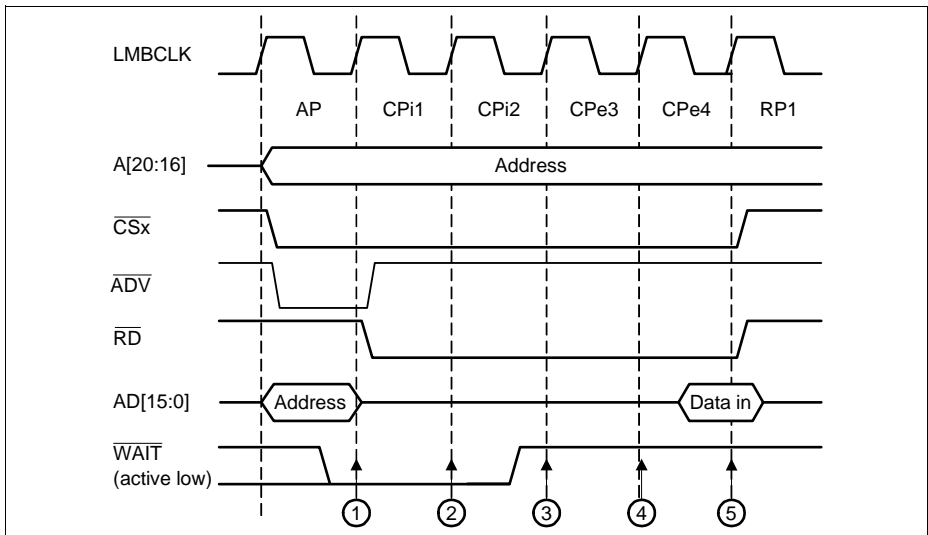 LMBCLK
AP CPi1 CPi2 CPe3 CPe4 RP1
A[20:16] Address
CSx
ADV
RD
AD[15:0] Address Data in
WAIT
(active low)
1 2 3 4 5